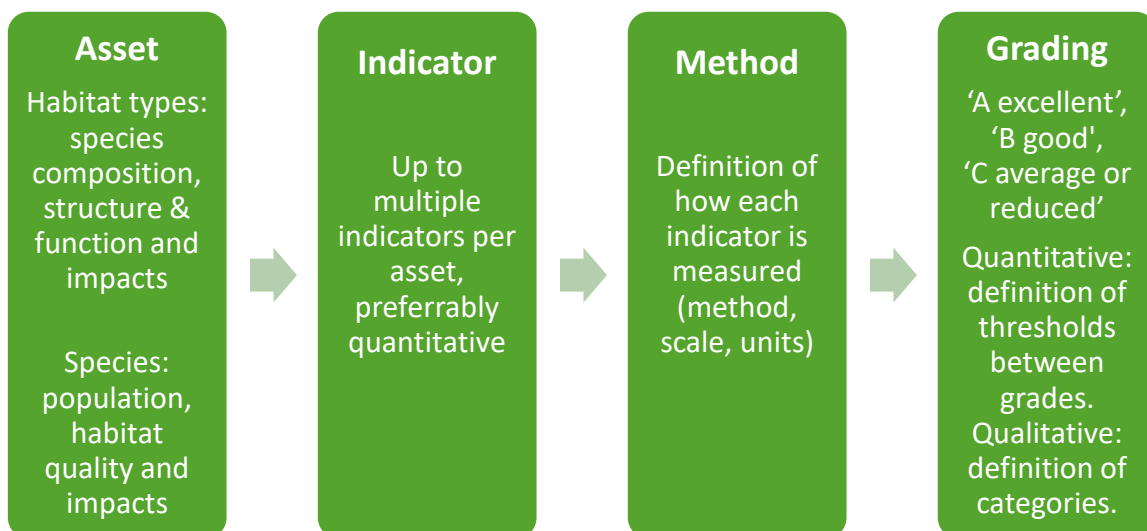 Asset
Habitat types:
species
composition,
structure &
function and
impacts
Species:
population,
habitat
quality and
impacts
Indicator
Up to
multiple
indicators per
asset,
preferrably
quantitative
Method
Definition of
how each
indicator is
measured
(method,
scale, units)
Grading
‘A excellent’,
‘B good',
‘C average or
reduced’
Quantitative:
definition of
thresholds
between
grades.
Qualitative:
definition of
categories.